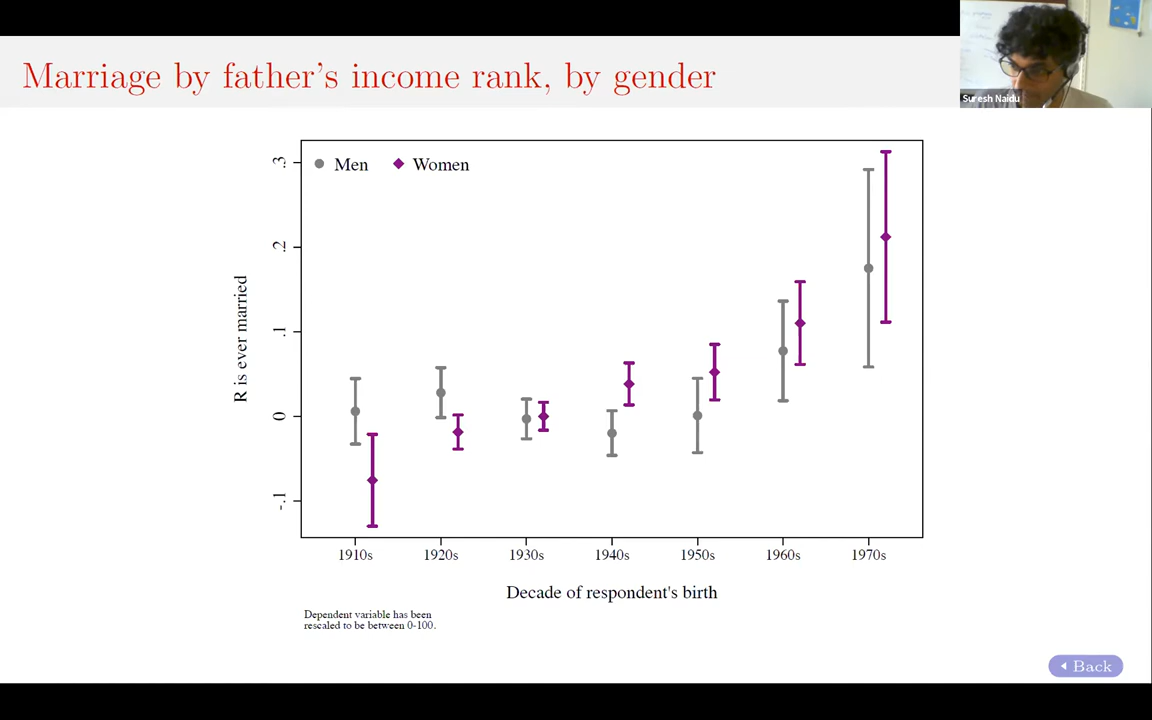 Marriage by father's income rank, by gender
Suresh Naidu
Men
Women
R is ever married
.3
.2
.1
0
-.1
1910s
1920s
1930s
1940s
1950s
1960s
1970s
Decade of respondent's birth
Dependent variable has been
rescaled to be between 0-100.
Back